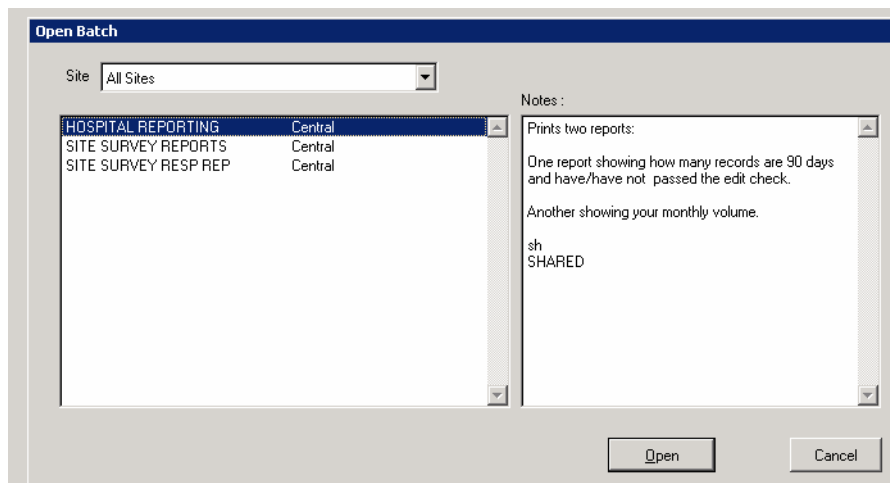 Open Batch
Site All Sites
Notes :
HOSPITAL REPORTING Central
SITE SURVEY REPORTS Central
SITE SURVEY RESP REP Central
Prints two reports:
One report showing how many records are 90 days
and have/have not passed the edit check.
Another showing your monthly volume.
sh
SHARED
Open Cancel